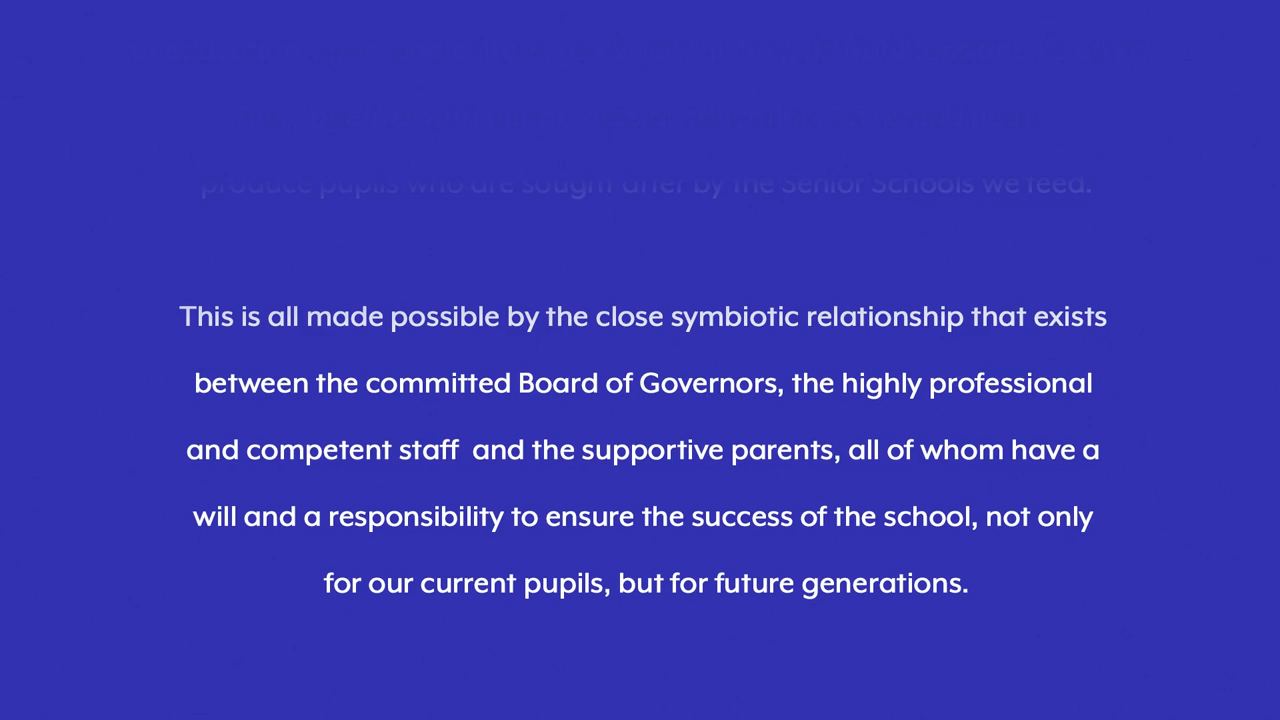 produce pupils who are sought after by the Senior Schools we feed.
This is all made possible by the close symbiotic relationship that exists
between the committed Board of Governors, the highly professional
and competent staff  and the supportive parents, all of whom have a
will and a responsibility to ensure the success of the school, not only
for our current pupils, but for future generations.